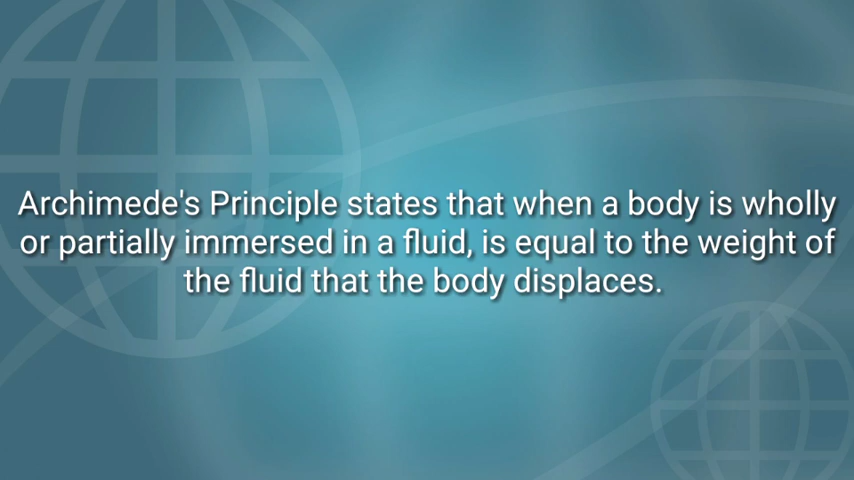 Archimede's Principle states that when a body is wholly
or partially immersed in a fluid, is equal to the weight of
the fluid that the body displaces.